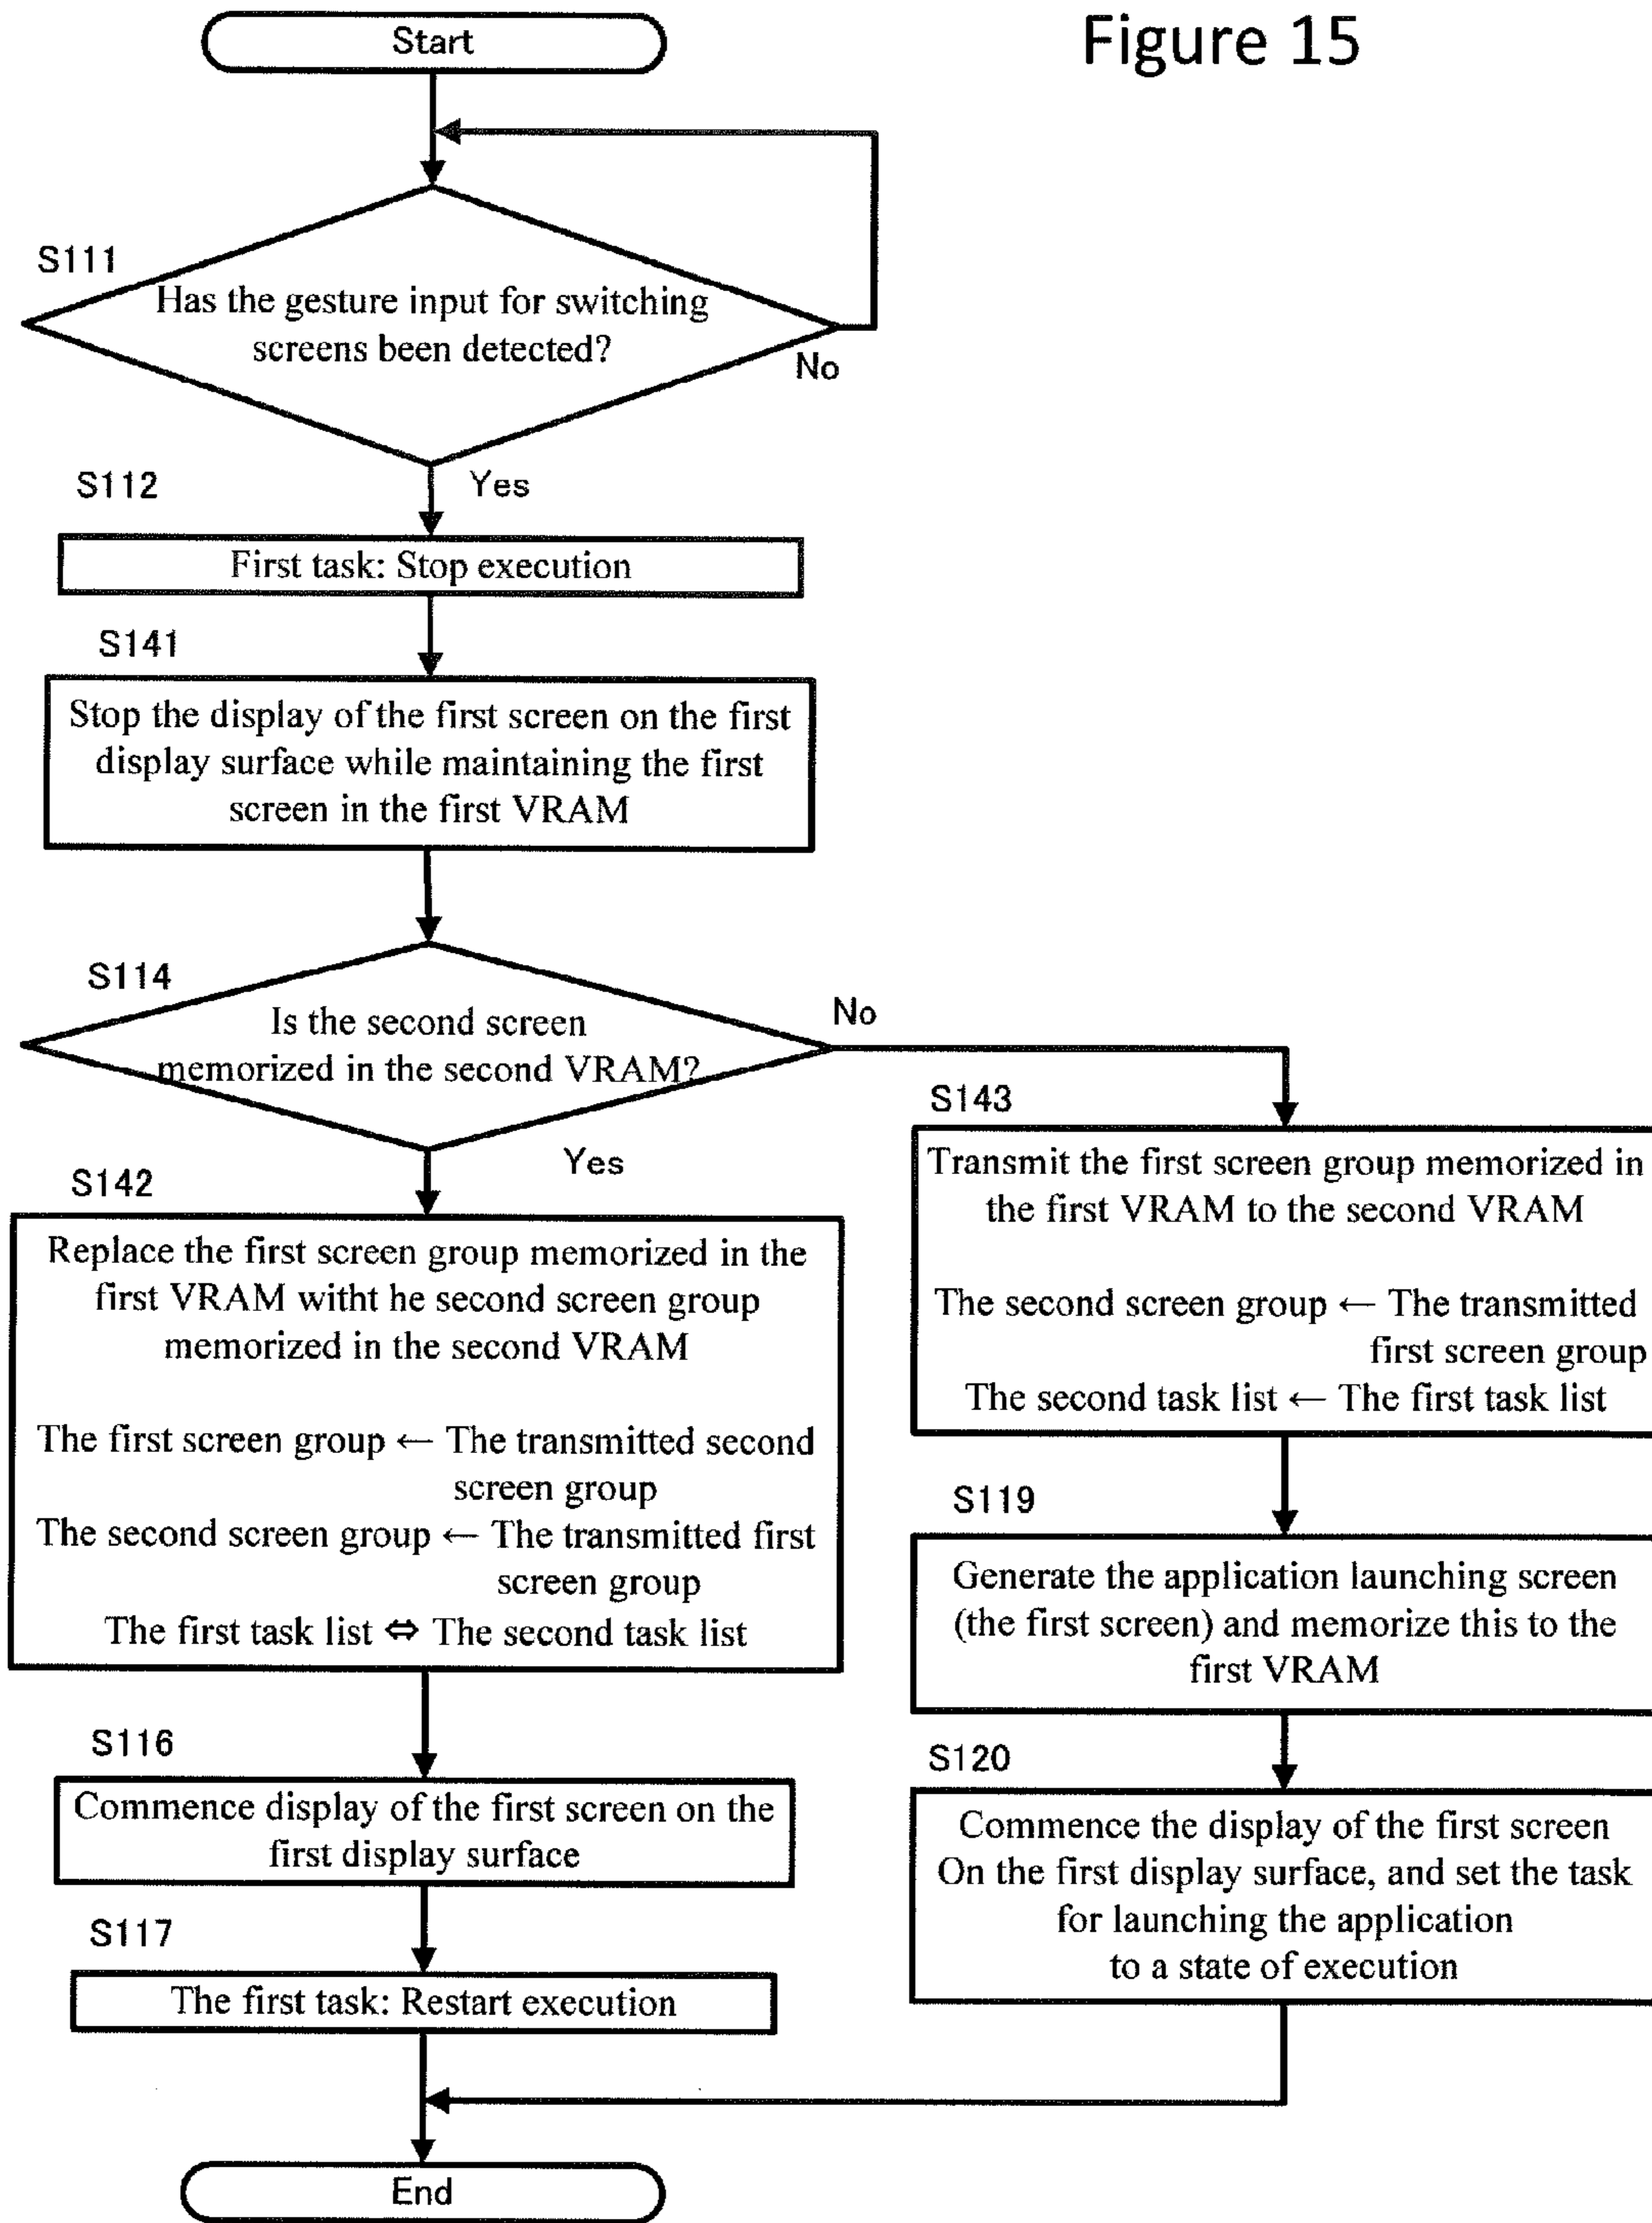 Figure 15
Start
S111
Has the gesture input for switching
screens been detected?
No
Yes
S112
First task: Stop execution
S141
Stop the display of the first screen on the first
display surface while maintaining the first
screen in the first VRAM
S114
Is the second screen
memorized in the second VRAM?
No
Yes
S142
Replace the first screen group memorized in the
first VRAM witht he second screen group
memorized in the second VRAM
The first screen group ← The transmitted second
screen group
The second screen group ← The transmitted first
screen group
The first task list ⇔ The second task list
S116
Commence display of the first screen on the
first display surface
S117
The first task: Restart execution
S143
Transmit the first screen group memorized in
the first VRAM to the second VRAM
The second screen group ← The transmitted
first screen group
The second task list ← The first task list
S119
Generate the application launching screen
(the first screen) and memorize this to the
first VRAM
S120
Commence the display of the first screen
On the first display surface, and set the task
for launching the application
to a state of execution
End